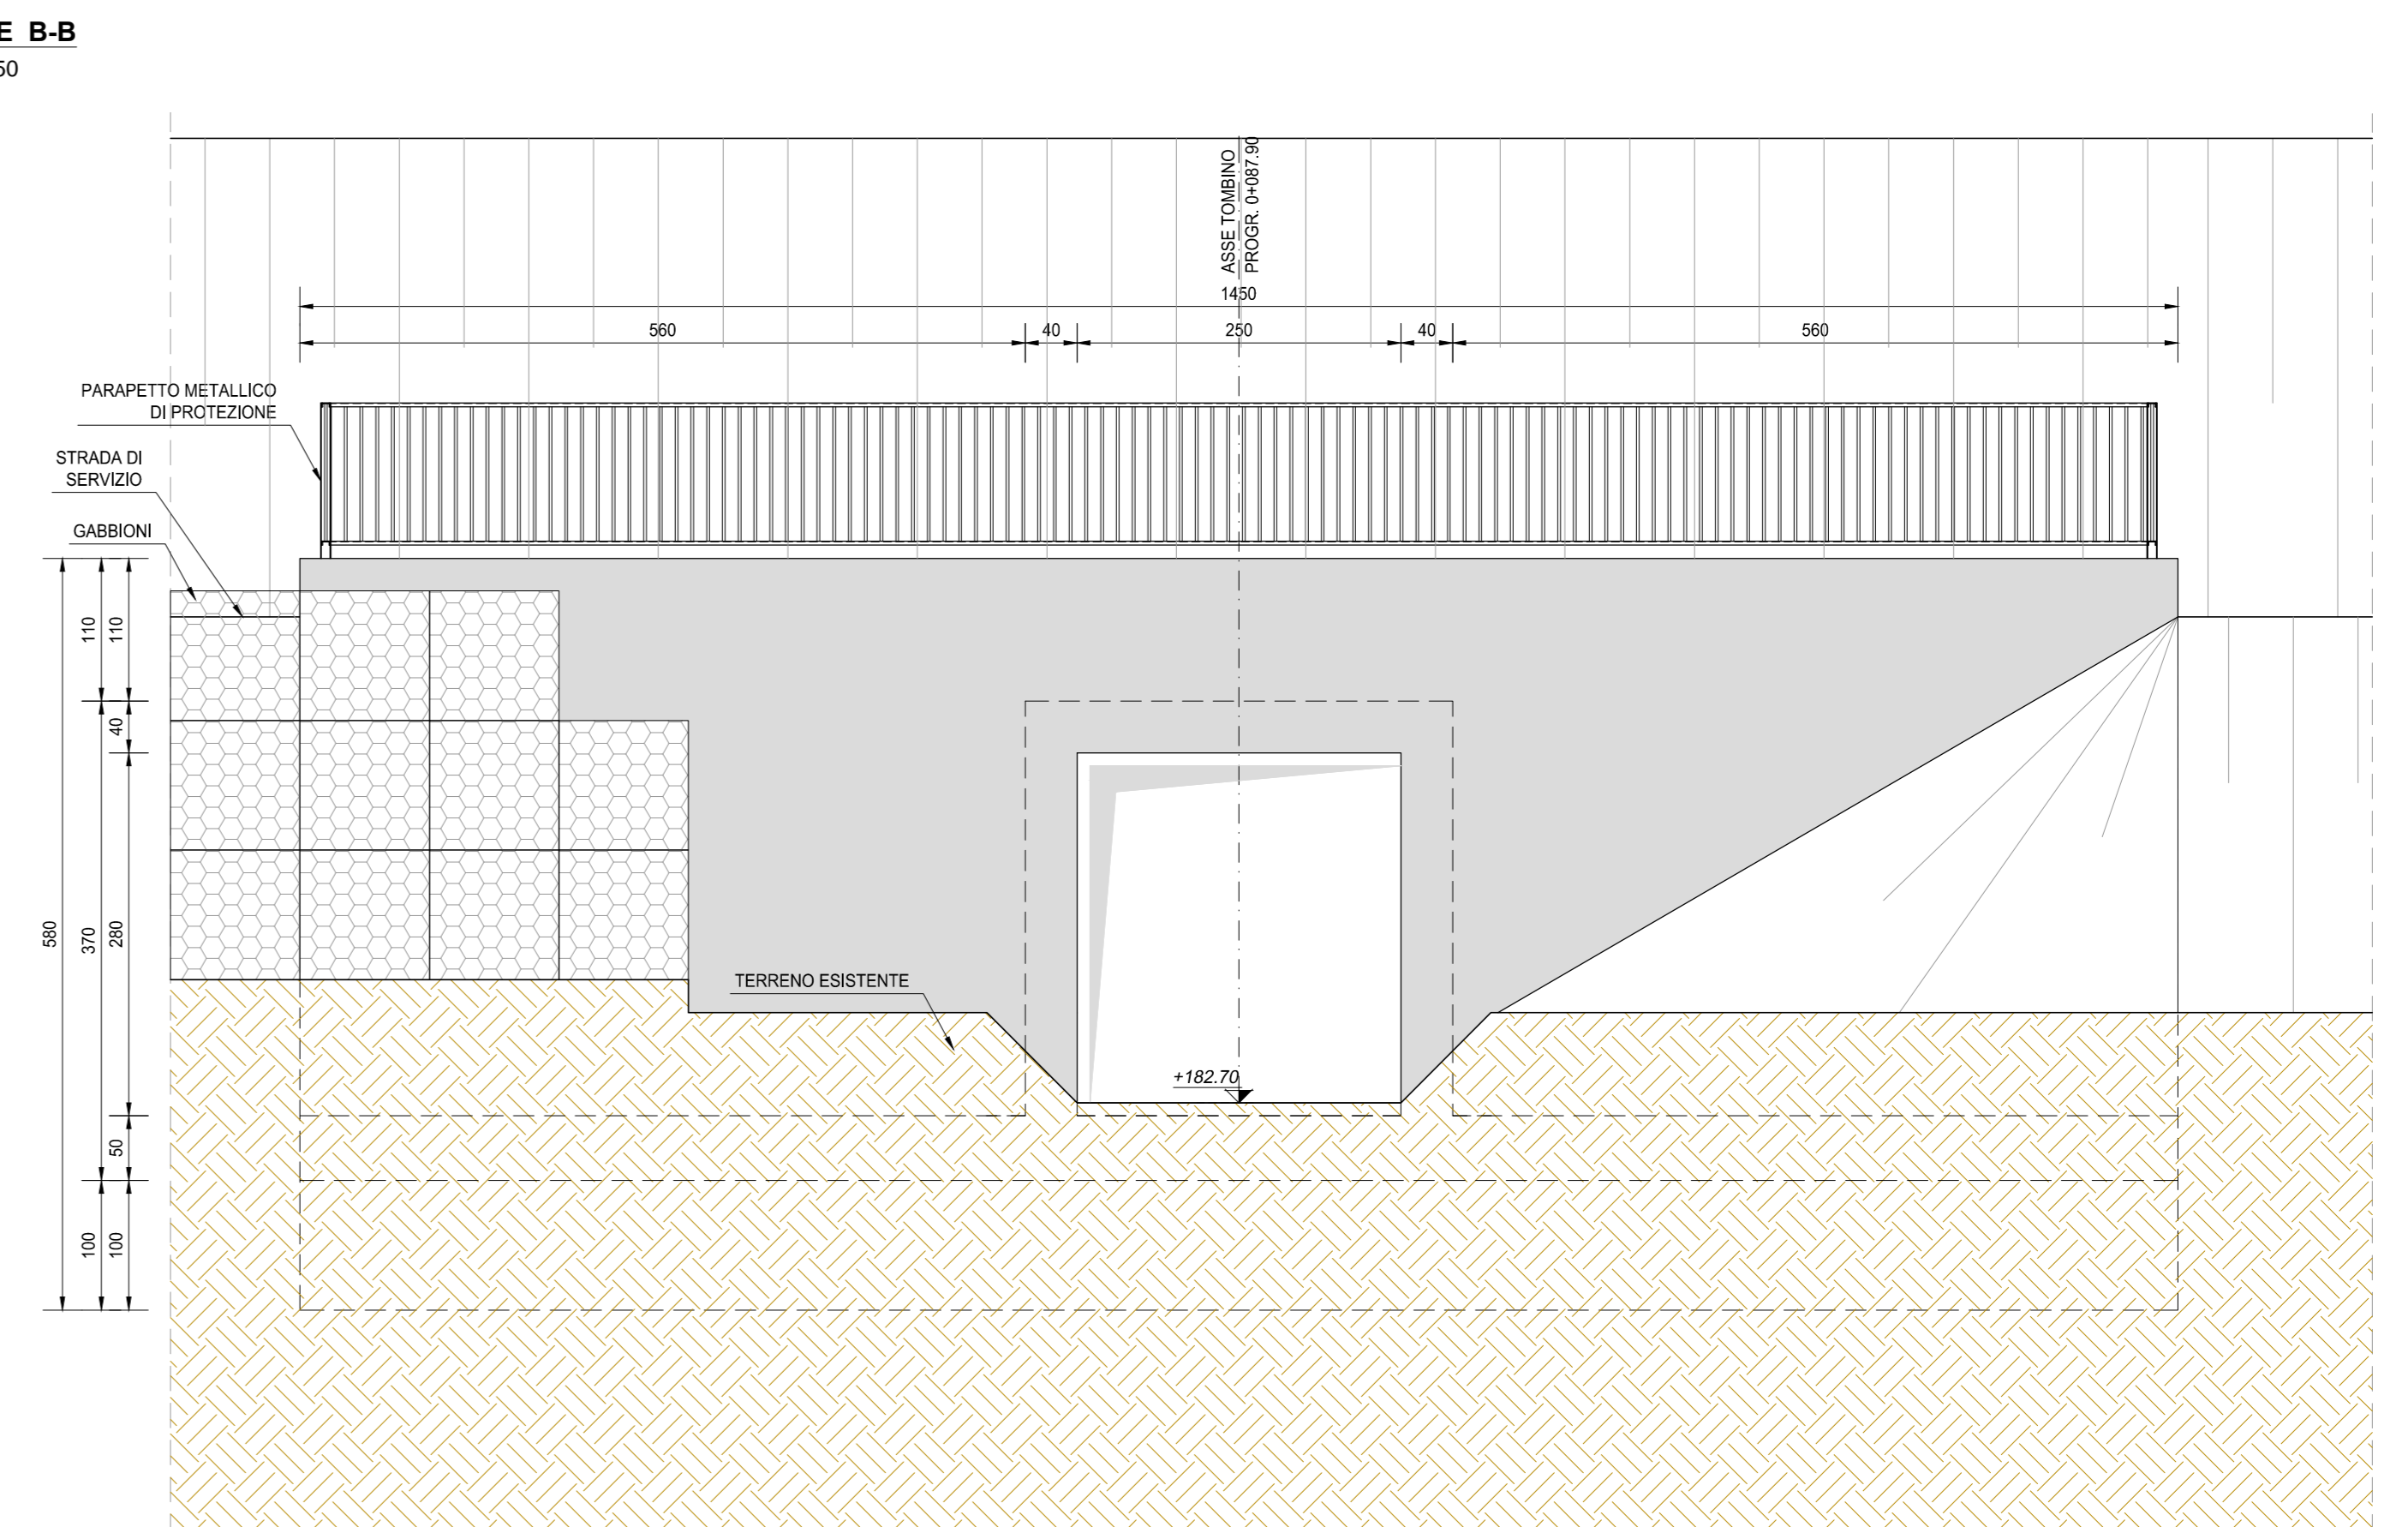 E B-B
50
ASSE TOMBINO
PROGR. 0+087.90
1450
560
40
250
40
560
PARAPETTO METALLICO
DI PROTEZIONE
STRADA DI
SERVIZIO
GABBIONI
110
110
40
580
370
280
TERRENO ESISTENTE
+182.70
50
100
100